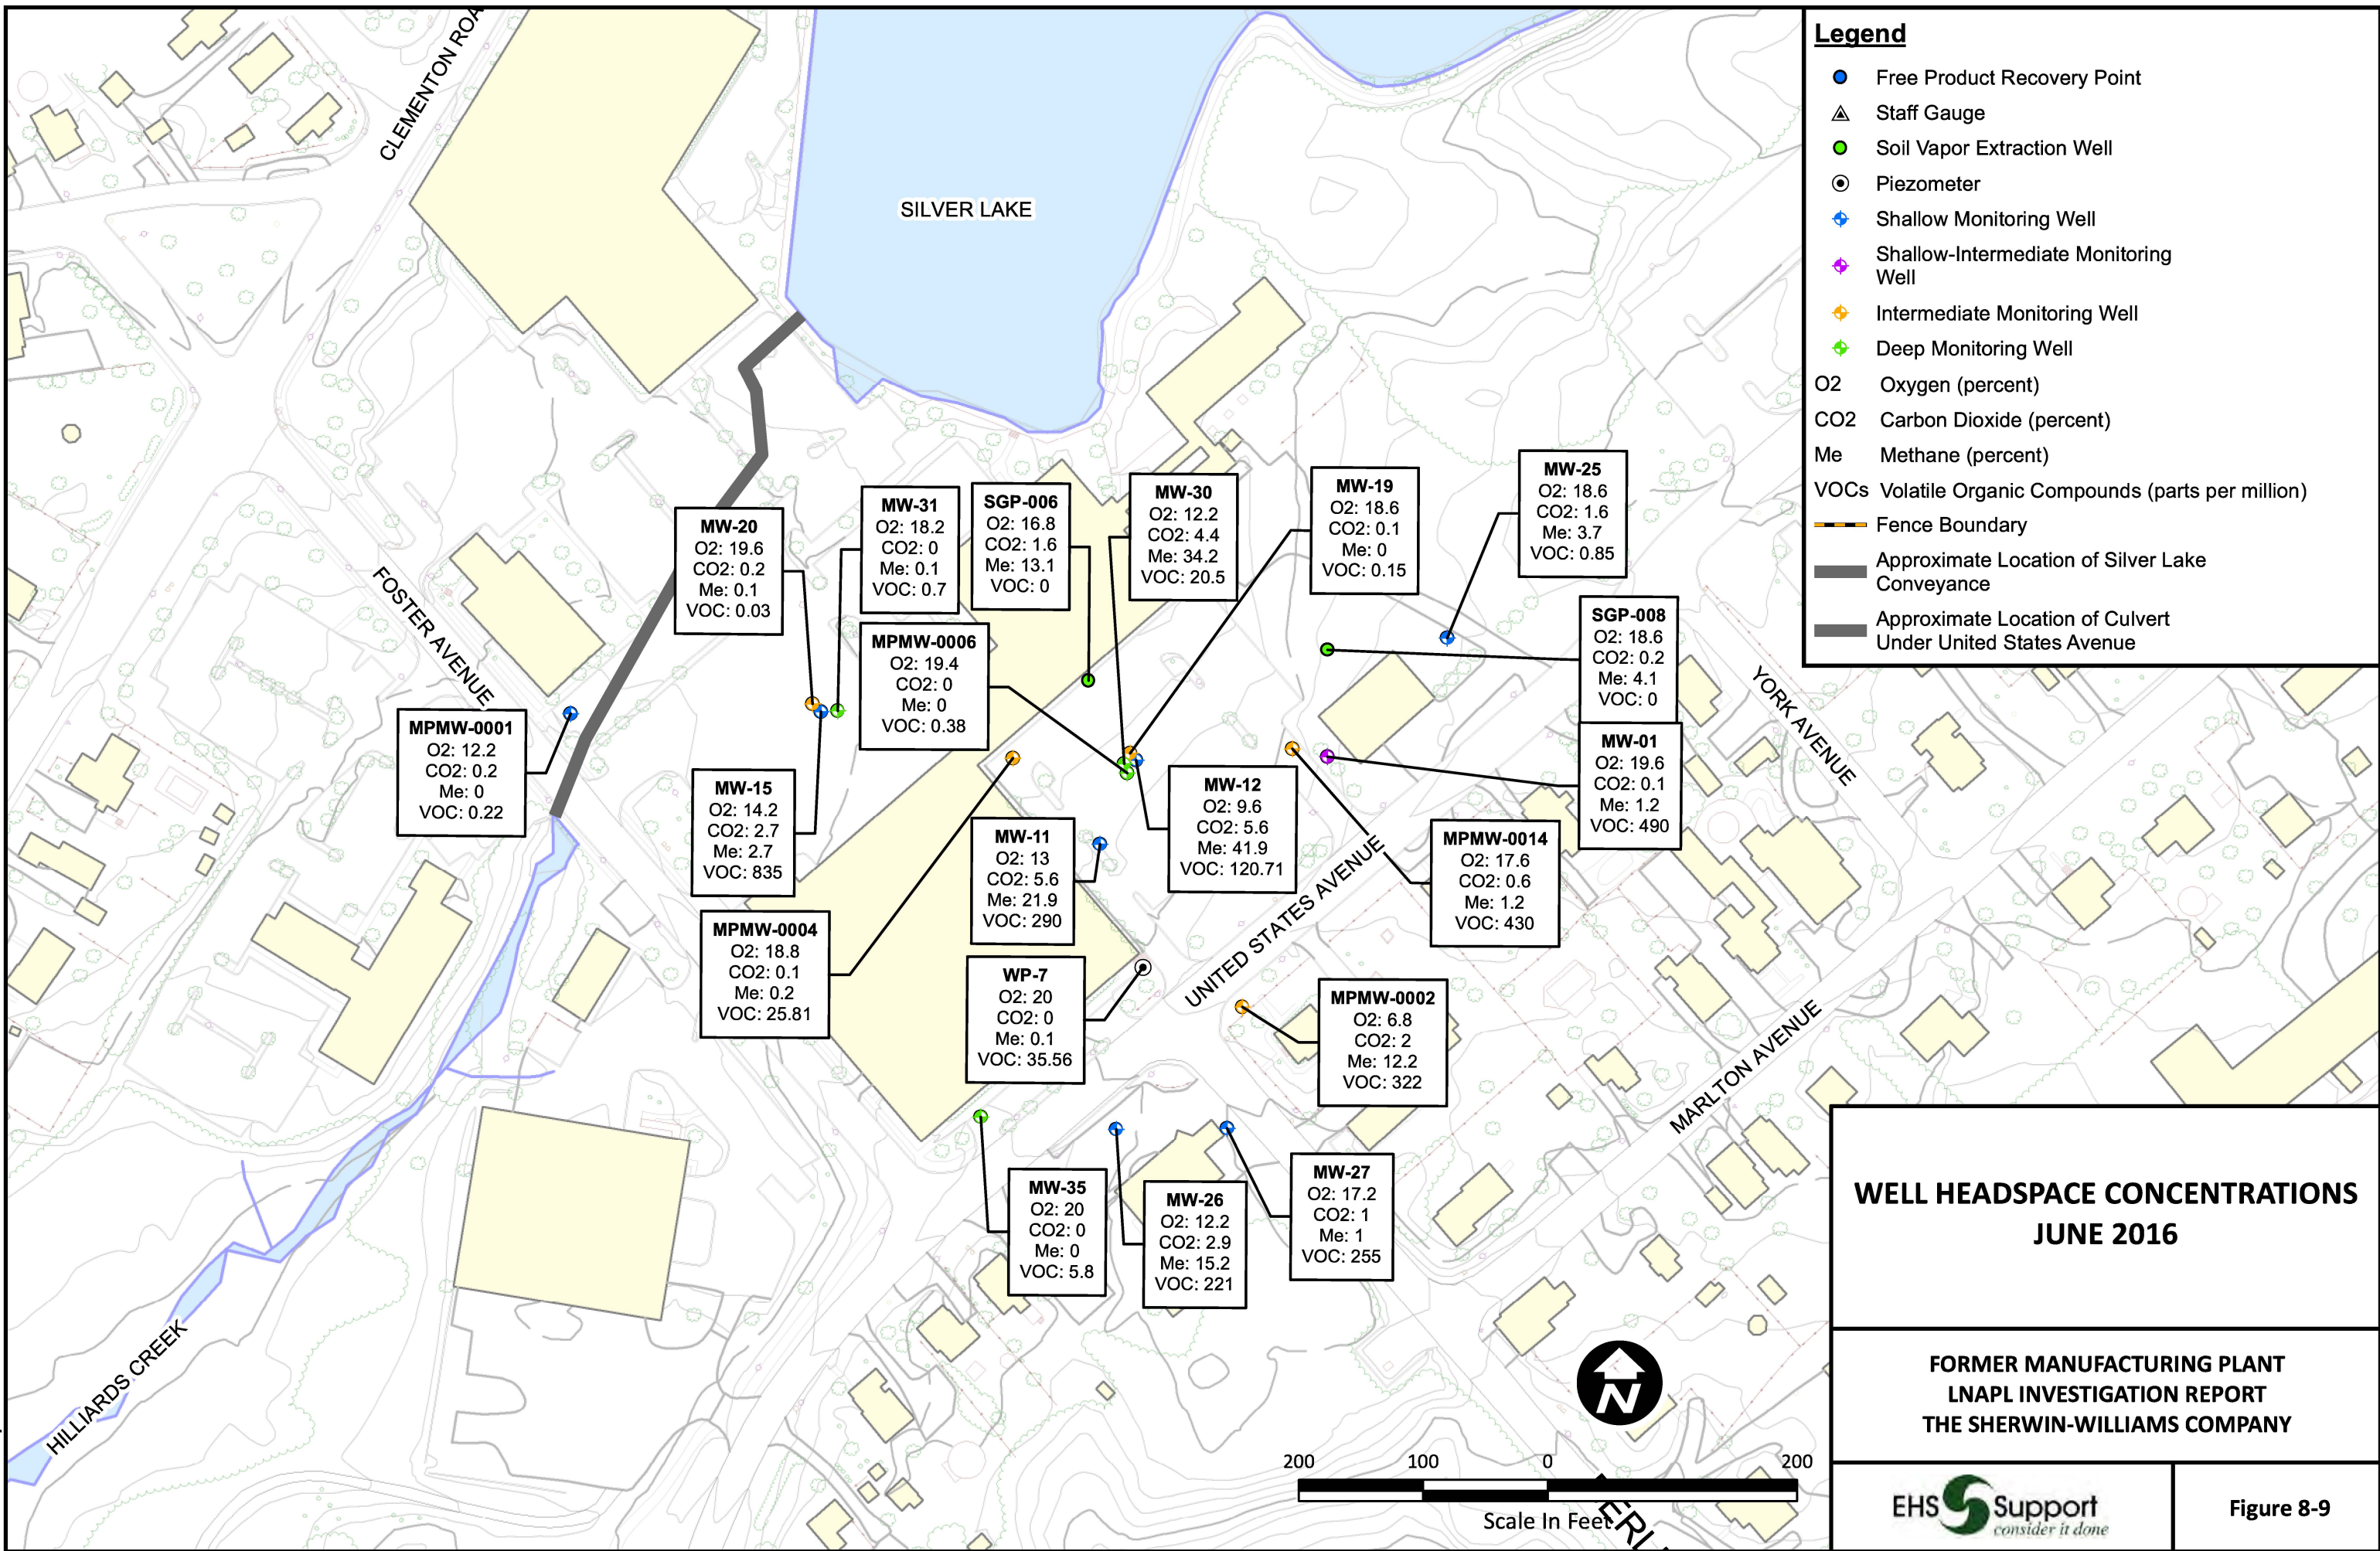 CLEMENTON ROA
SILVER LAKE
FOSTER AVENUE
YORK AVENUE
UNITED STATES AVENUE
MARLTON AVENUE
HILLIARDS CREEK
MW-20
O2: 19.6
CO2: 0.2
Me: 0.1
VOC: 0.03
MW-31
O2: 18.2
CO2: 0
Me: 0.1
VOC: 0.7
SGP-006
O2: 16.8
CO2: 1.6
Me: 13.1
VOC: 0
MW-30
O2: 12.2
CO2: 4.4
Me: 34.2
VOC: 20.5
MW-19
O2: 18.6
CO2: 0.1
Me: 0
VOC: 0.15
MW-25
O2: 18.6
CO2: 1.6
Me: 3.7
VOC: 0.85
MPMW-0006
O2: 19.4
CO2: 0
Me: 0
VOC: 0.38
SGP-008
O2: 18.6
CO2: 0.2
Me: 4.1
VOC: 0
MPMW-0001
O2: 12.2
CO2: 0.2
Me: 0
VOC: 0.22
MW-15
O2: 14.2
CO2: 2.7
Me: 2.7
VOC: 835
MW-12
O2: 9.6
CO2: 5.6
Me: 41.9
VOC: 120.71
MW-01
O2: 19.6
CO2: 0.1
Me: 1.2
VOC: 490
MW-11
O2: 13
CO2: 5.6
Me: 21.9
VOC: 290
MPMW-0014
O2: 17.6
CO2: 0.6
Me: 1.2
VOC: 430
MPMW-0004
O2: 18.8
CO2: 0.1
Me: 0.2
VOC: 25.81
WP-7
O2: 20
CO2: 0
Me: 0.1
VOC: 35.56
MPMW-0002
O2: 6.8
CO2: 2
Me: 12.2
VOC: 322
MW-35
O2: 20
CO2: 0
Me: 0
VOC: 5.8
MW-26
O2: 12.2
CO2: 2.9
Me: 15.2
VOC: 221
MW-27
O2: 17.2
CO2: 1
Me: 1
VOC: 255
Legend
Free Product Recovery Point
Staff Gauge
Soil Vapor Extraction Well
Piezometer
Shallow Monitoring Well
Shallow-Intermediate Monitoring
Well
Intermediate Monitoring Well
Deep Monitoring Well
O2 Oxygen (percent)
CO2 Carbon Dioxide (percent)
Me Methane (percent)
VOCs Volatile Organic Compounds (parts per million)
Fence Boundary
Approximate Location of Silver Lake
Conveyance
Approximate Location of Culvert
Under United States Avenue
N
200 100 0 200
Scale In Feet
ERL
WELL HEADSPACE CONCENTRATIONS
JUNE 2016
FORMER MANUFACTURING PLANT
LNAPL INVESTIGATION REPORT
THE SHERWIN-WILLIAMS COMPANY
EHS Support
consider it done
Figure 8-9